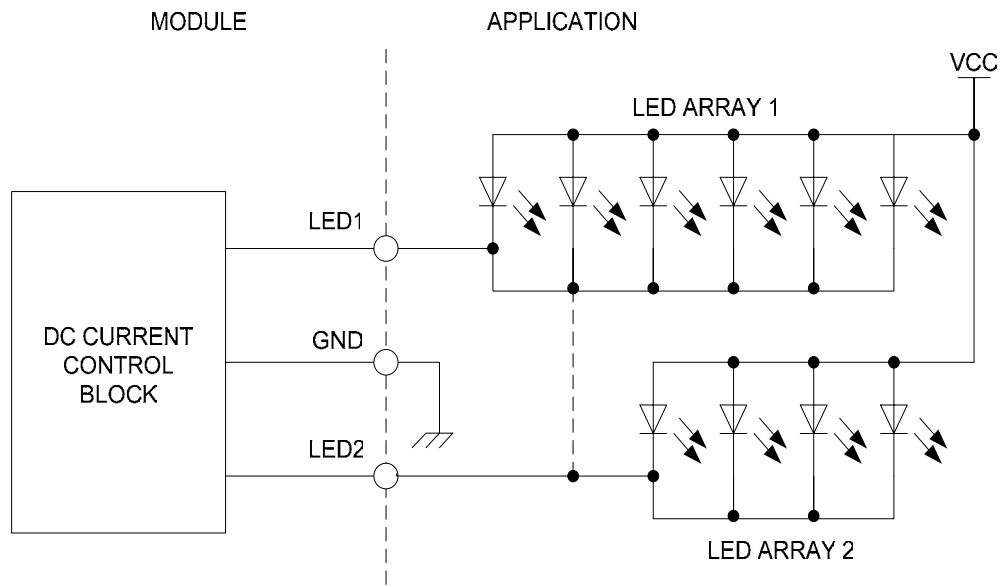 MODULE
APPLICATION
VCC
LED ARRAY 1
LED1
DC CURRENT
CONTROL
BLOCK
GND
LED2
LED ARRAY 2